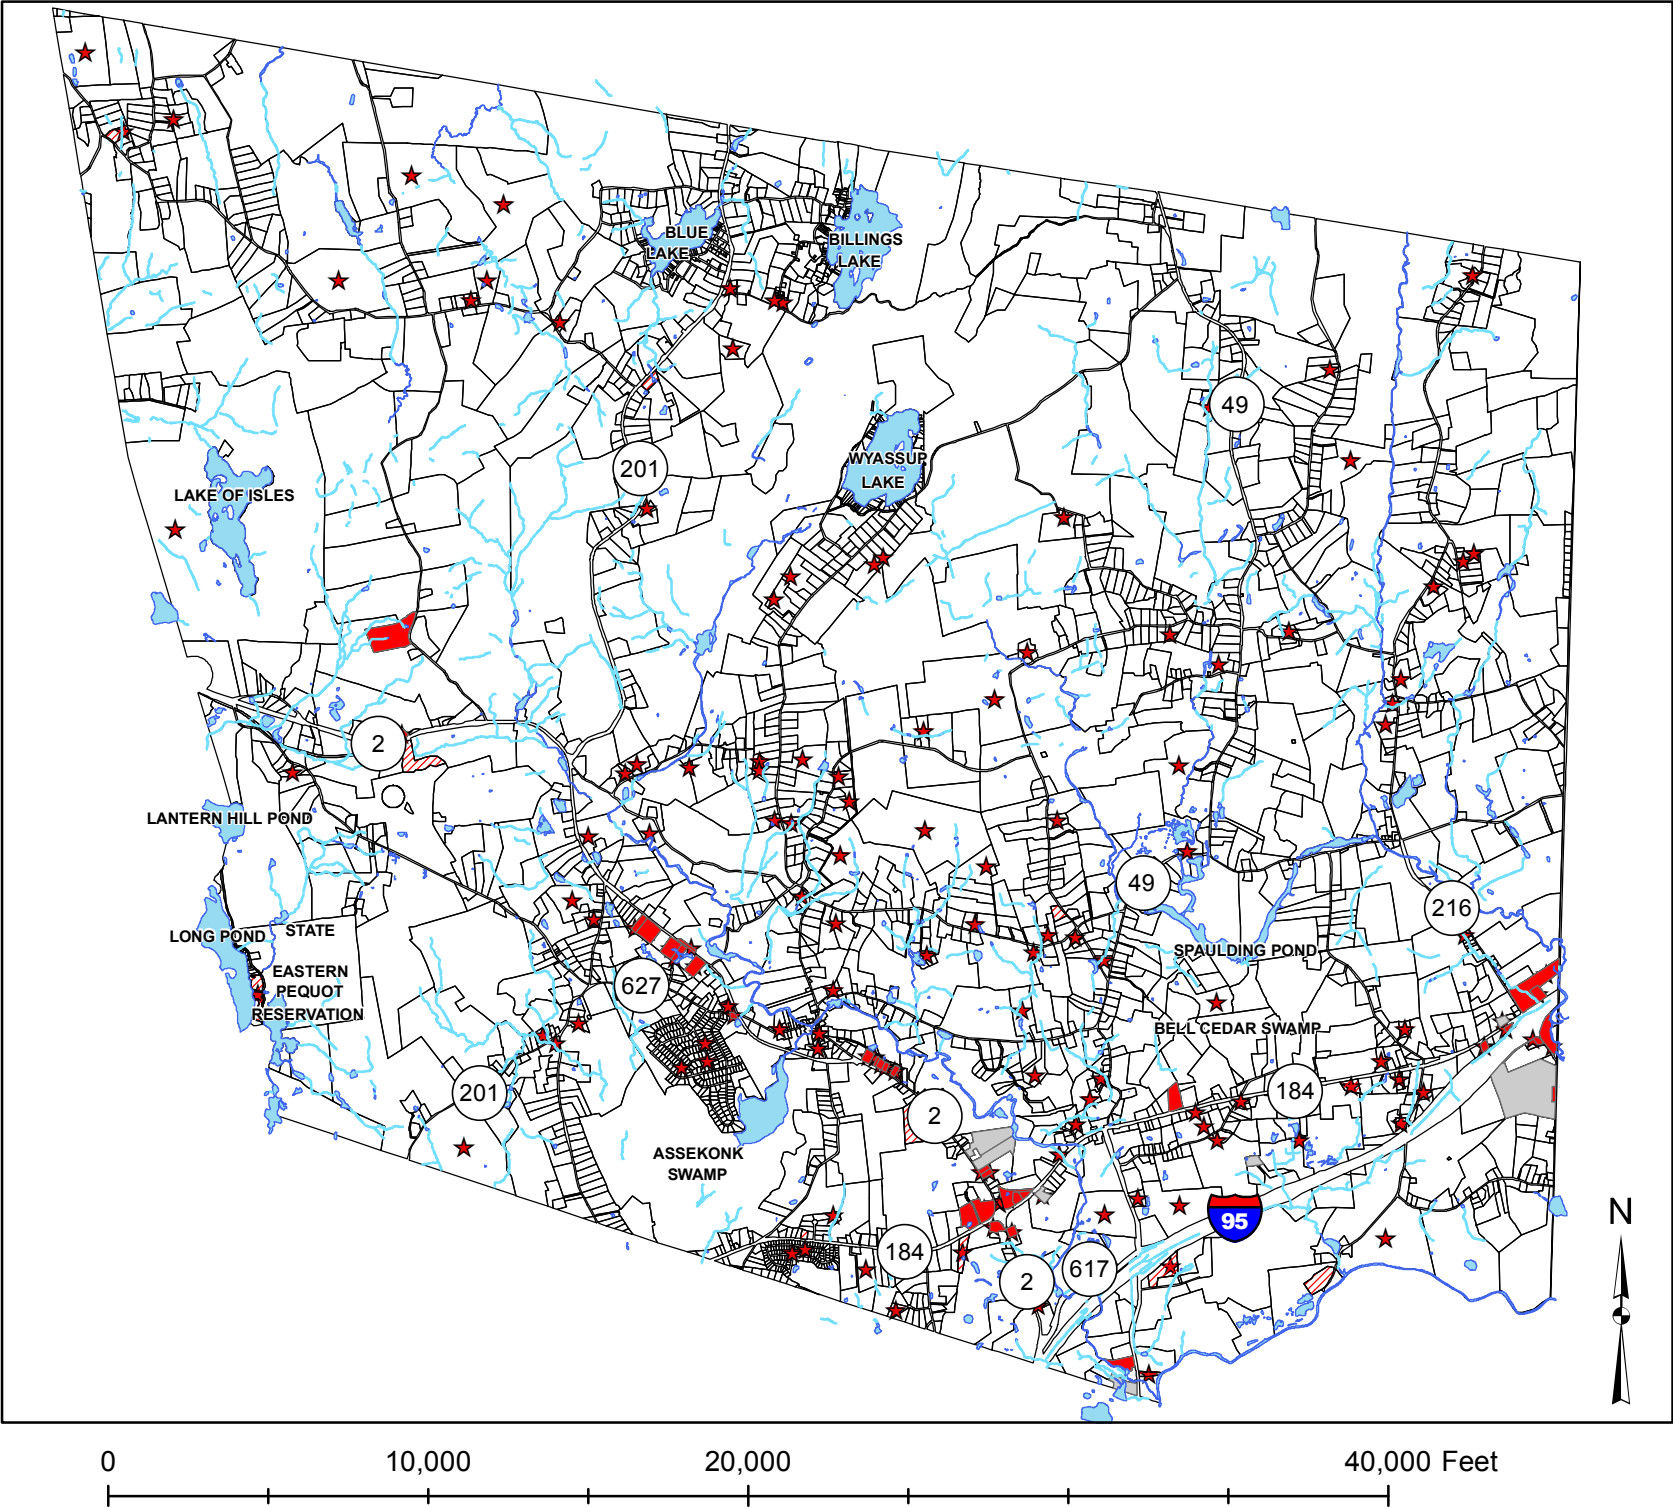 BLUE
LAKE
BILLINGS
LAKE
49
WYASSUP
LAKE
201
LAKE OF ISLES
2
LANTERN HILL POND
49
216
LONG POND
STATE
SPAULDING POND
EASTERN
PEQUOT
RESERVATION
627
BELL CEDAR SWAMP
201
184
2
ASSEKONK
SWAMP
N
95
184
2
617
0
10,000
20,000
40,000 Feet